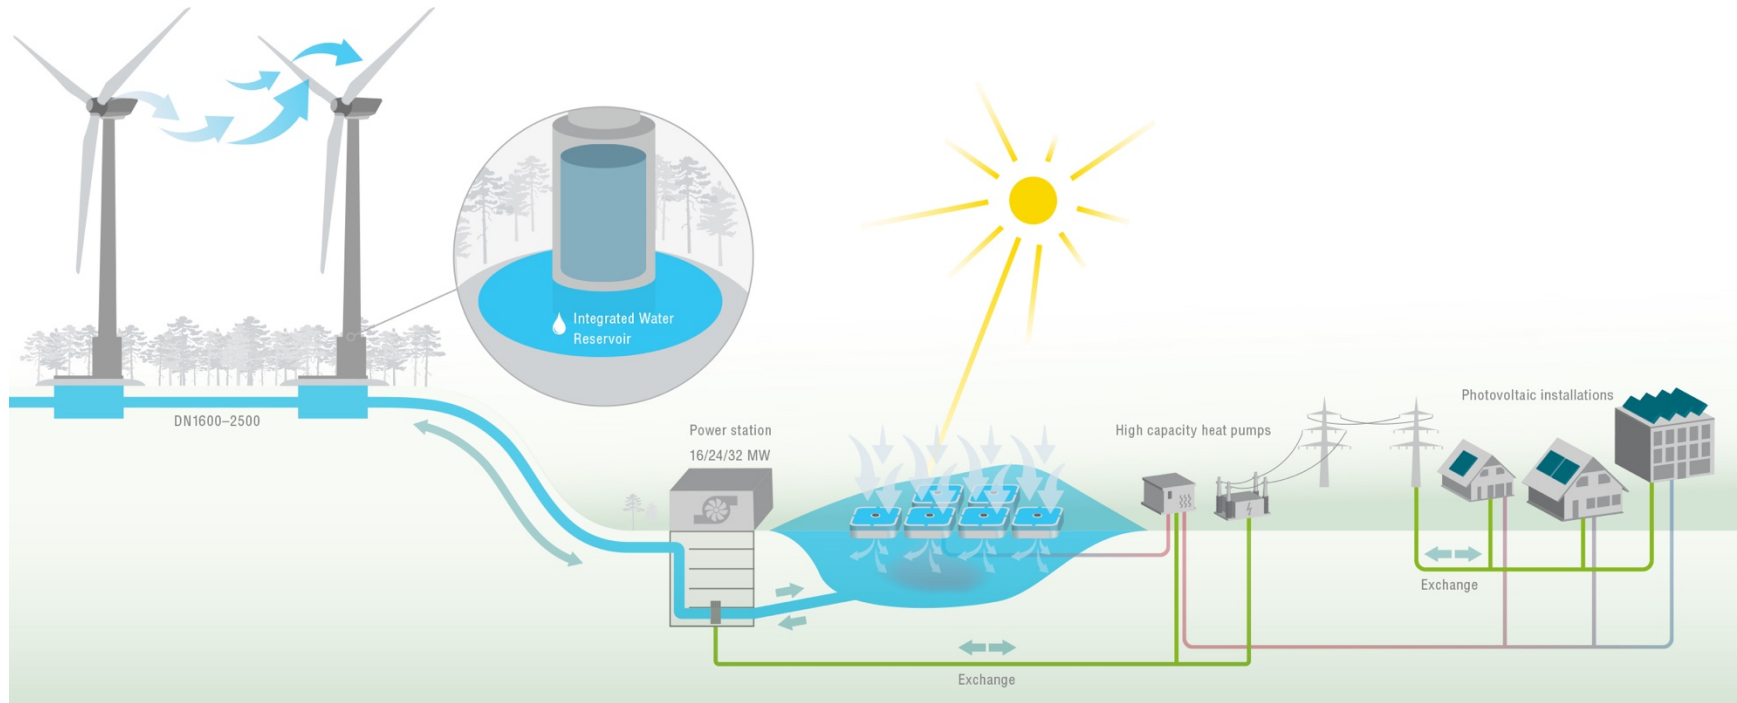 Integrated Water
Reservoir
DN1600–2500
Power station
16/24/32 MW
High capacity heat pumps
Photovoltaic installations
Exchange
Exchange